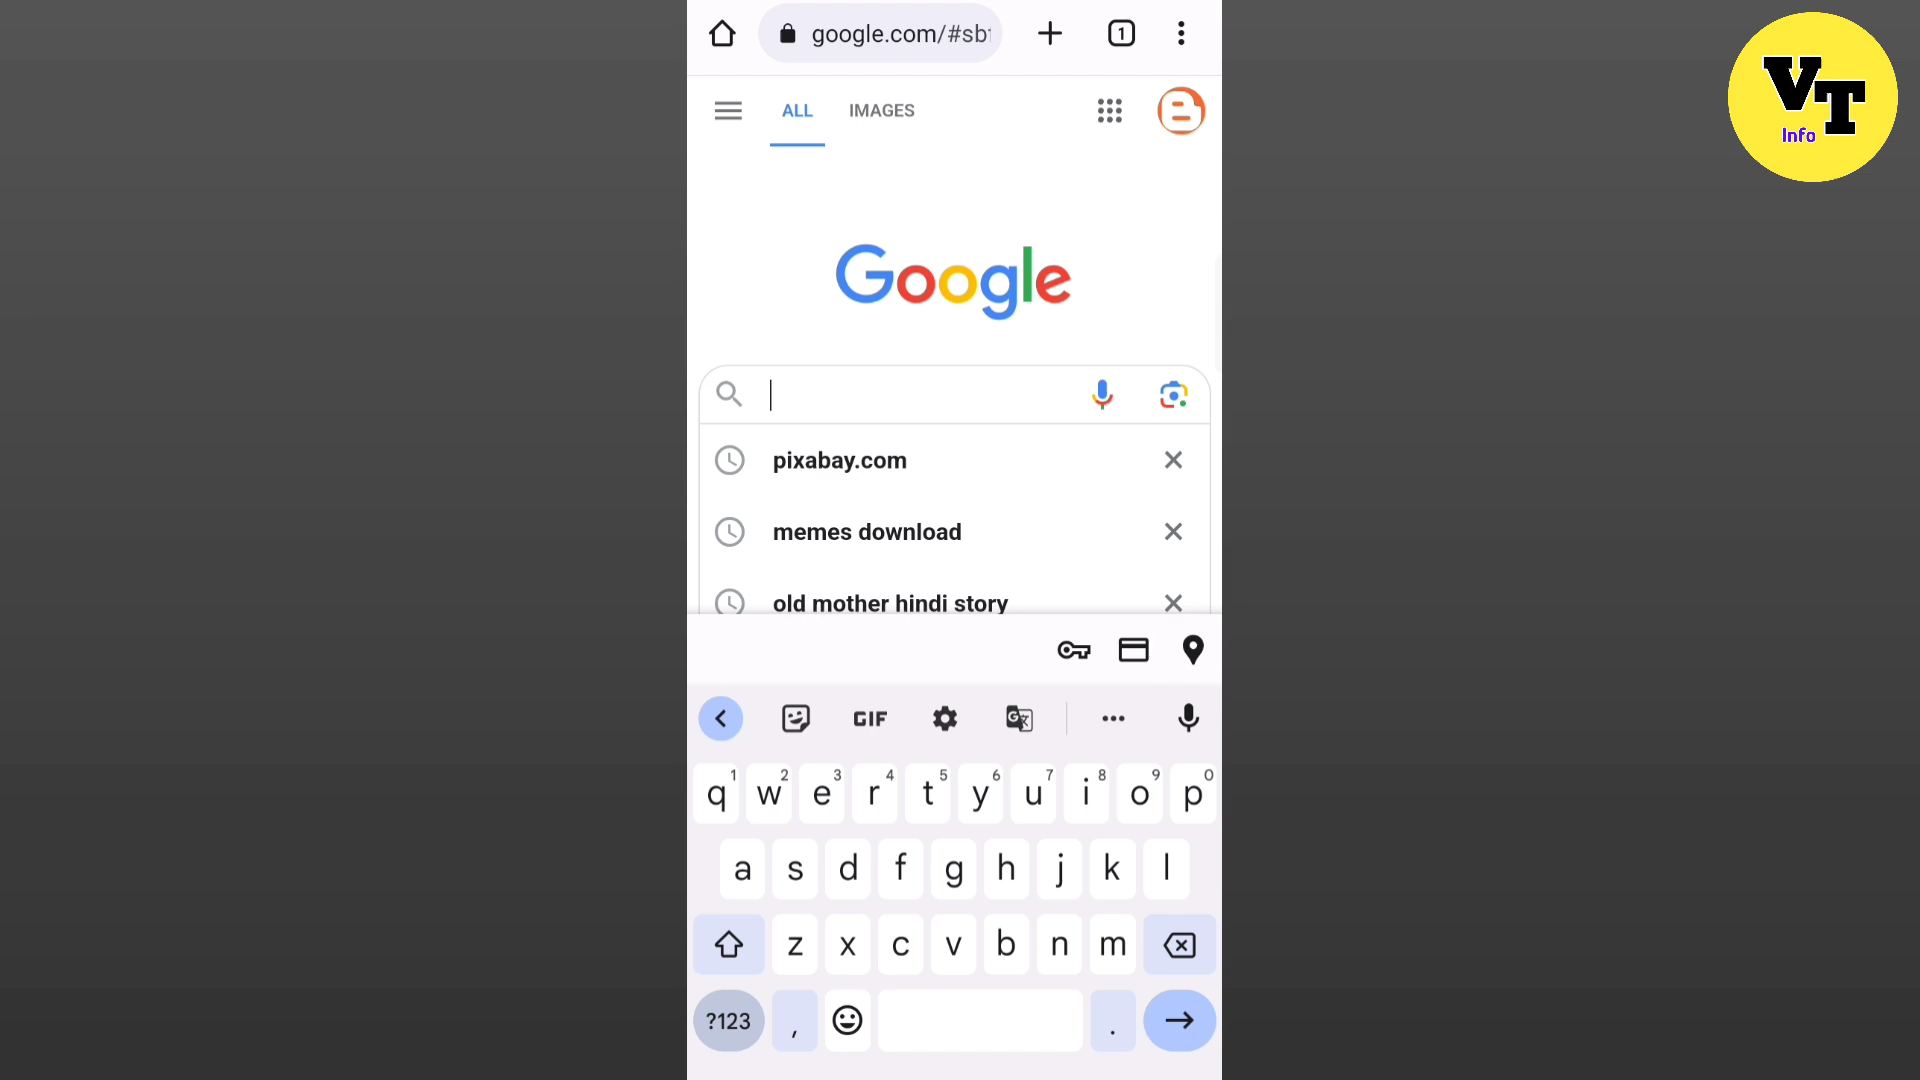 google.com/#sb
1
VT
Info
ALL IMAGES
Google
pixabay.com
memes download
old mother hindi story
GIF
G
1 2 3 4 5 6 7 8 9 0
q w e r t y u i o p
a s d f g h j k l
z x c v b n m
?123 , .